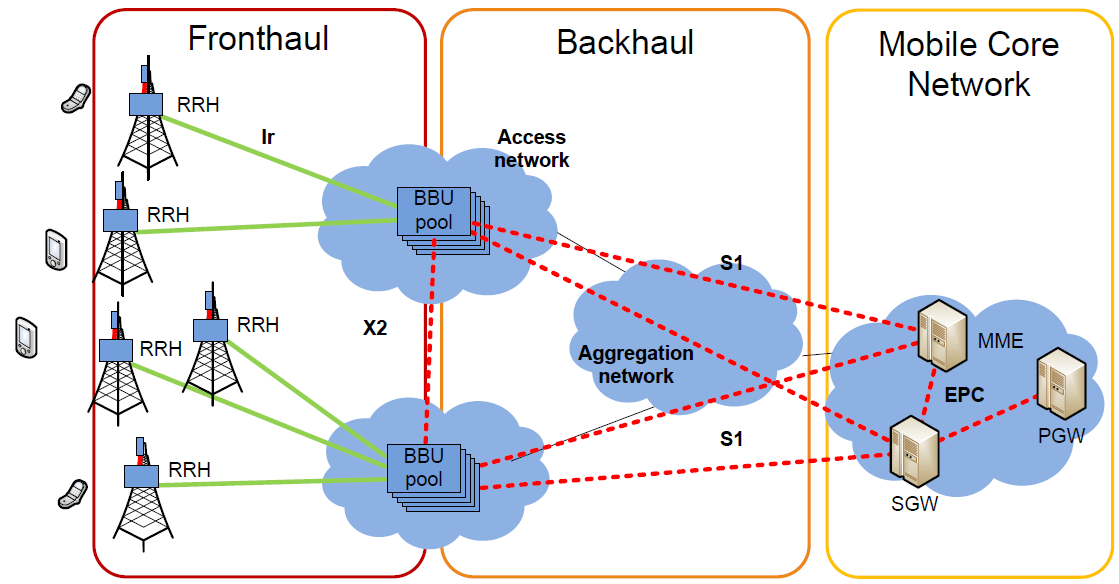 Fronthaul
Backhaul
Mobile Core
Network
RRH
Ir
Access
network
BBU
pool
RRH
S1
X2
RRH
RRH
Aggregation
network
MME
EPC
PGW
S1
BBU
pool
RRH
SGW